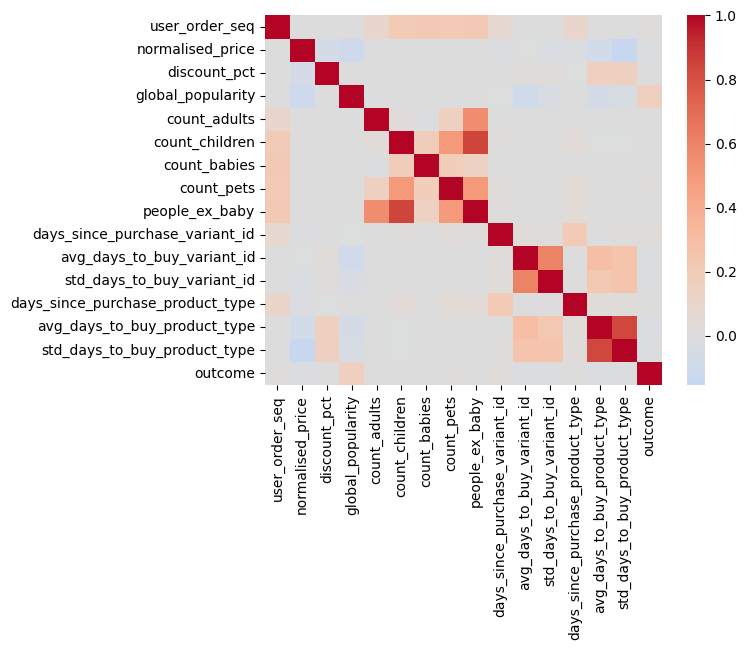 user_order_seq
normalised_price
discount_pct
global_popularity
count_adults
count_children
count_babies
count_pets
people_ex_baby
days_since_purchase_variant_id
avg_days_to_buy_variant_id
std_days_to_buy_variant_id
days_since_purchase_product_type
avg_days_to_buy_product_type
std_days_to_buy_product_type
outcome
1.0
0.8
0.6
0.4
0.2
0.0
user_order_seq
normalised_price
discount_pct
global_popularity
count_adults
count_children
count_babies
count_pets
people_ex_baby
days_since_purchase_variant_id
avg_days_to_buy_variant_id
std_days_to_buy_variant_id
days_since_purchase_product_type
avg_days_to_buy_product_type
std_days_to_buy_product_type
outcome